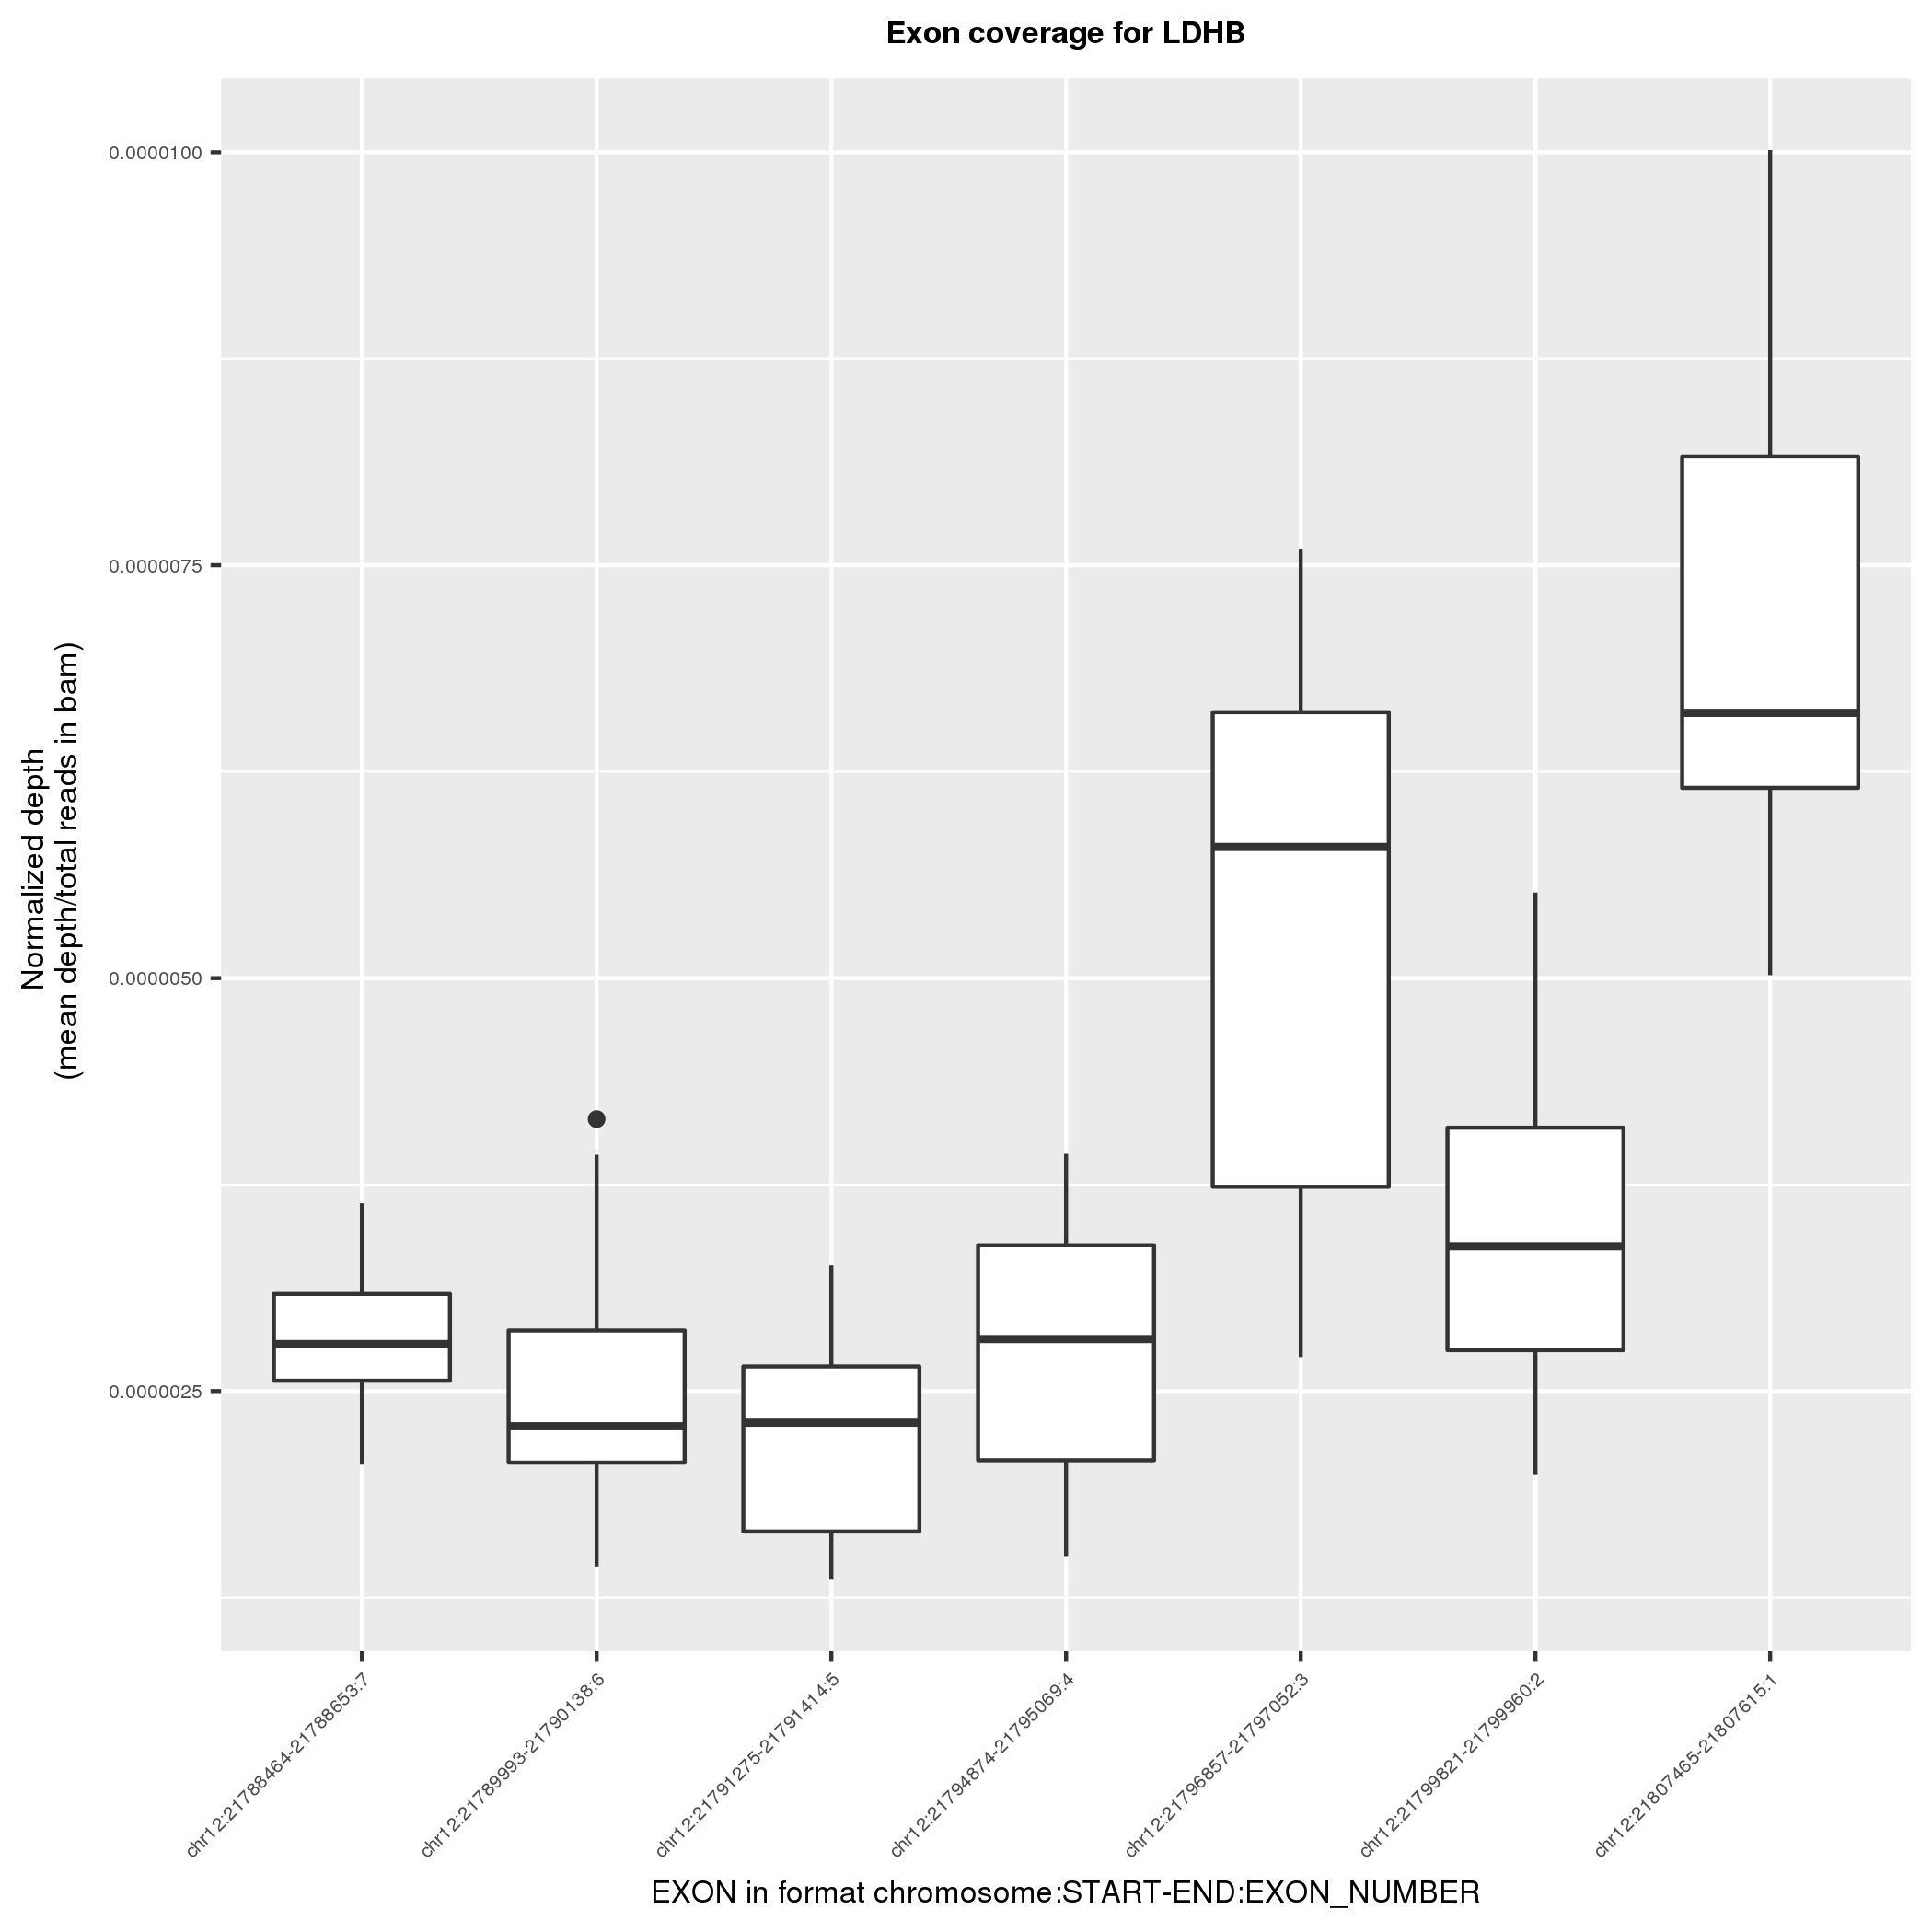 Exon coverage for LDHB
0.0000100
0.0000075
0.0000050
0.0000025
Normalized depth
(mean depth/total reads in bam)
chr12:21788464-21788653:7
chr12:21789993-21790138:6
chr12:21791275-21791414:5
chr12:21794874-21795069:4
chr12:21796857-21797052:3
chr12:21799821-21799960:2
chr12:21807465-21807615:1
EXON in format chromosome:START-END:EXON_NUMBER